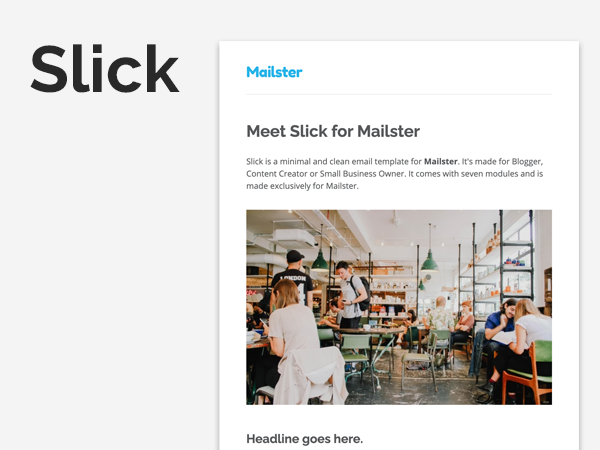 Slick
Mailster
Meet Slick for Mailster
Slick is a minimal and clean email template for Mailster. It's made for Blogger,
Content Creator or Small Business Owner. It comes with seven modules and is
made exclusively for Mailster.
LONDON
Headline goes here.